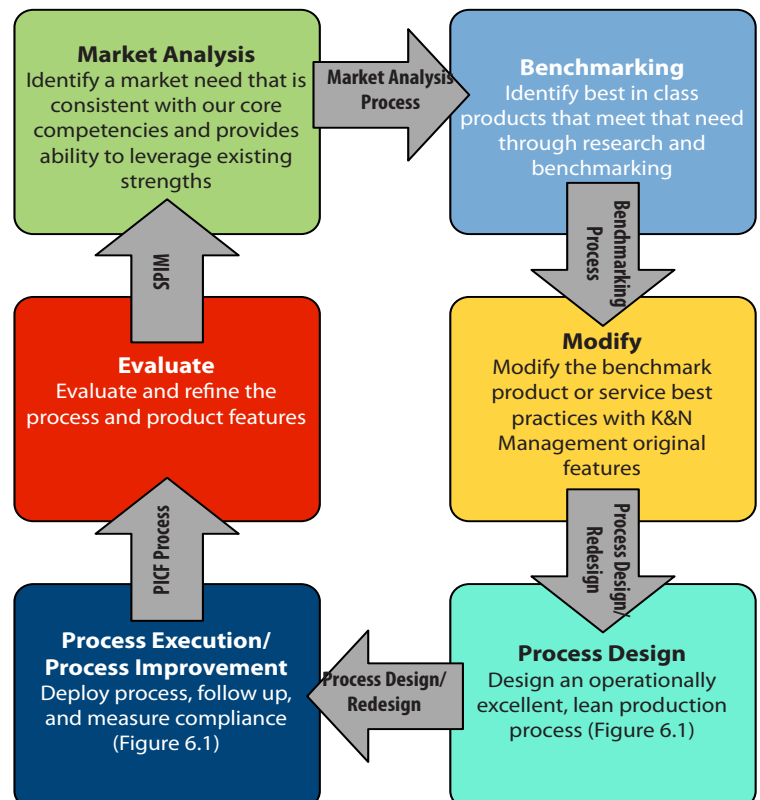 Market Analysis
Identify a market need that is
consistent with our core
competencies and provides
ability to leverage existing
strengths
Market Analysis
Process
Benchmarking
Identify best in class
products that meet that need
through research and
benchmarking
Benchmarking
Process
Modify
Modify the benchmark
product or service best
practices with K&N
Management original
features
Process Design/
Redesign
Process Design
Design an operationally
excellent, lean production
process (Figure 6.1)
Process Design/
Redesign
Process Execution/
Process Improvement
Deploy process, follow up,
and measure compliance
(Figure 6.1)
PICF Process
Evaluate
Evaluate and refine the
process and product features
SPIM